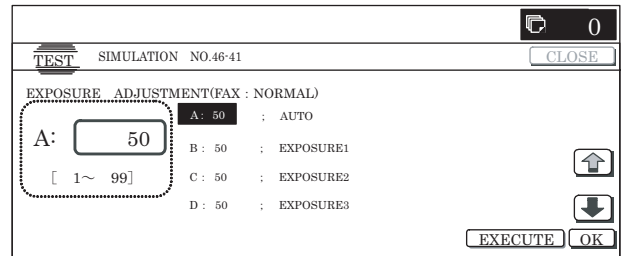 0
TEST SIMULATION NO.46-41 CLOSE
EXPOSURE ADJUSTMENT(FAX : NORMAL)
A: 50 ; AUTO
A: 50
B : 50 ; EXPOSURE1
[ 1~ 99] C : 50 ; EXPOSURE2
D : 50 ; EXPOSURE3
EXECUTE OK